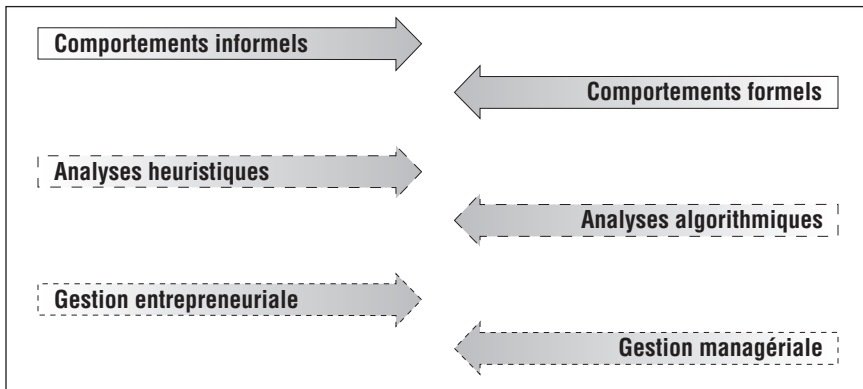 Comportements informels
Comportements formels
Analyses heuristiques
Analyses algorithmiques
Gestion entrepreneuriale
Gestion managériale